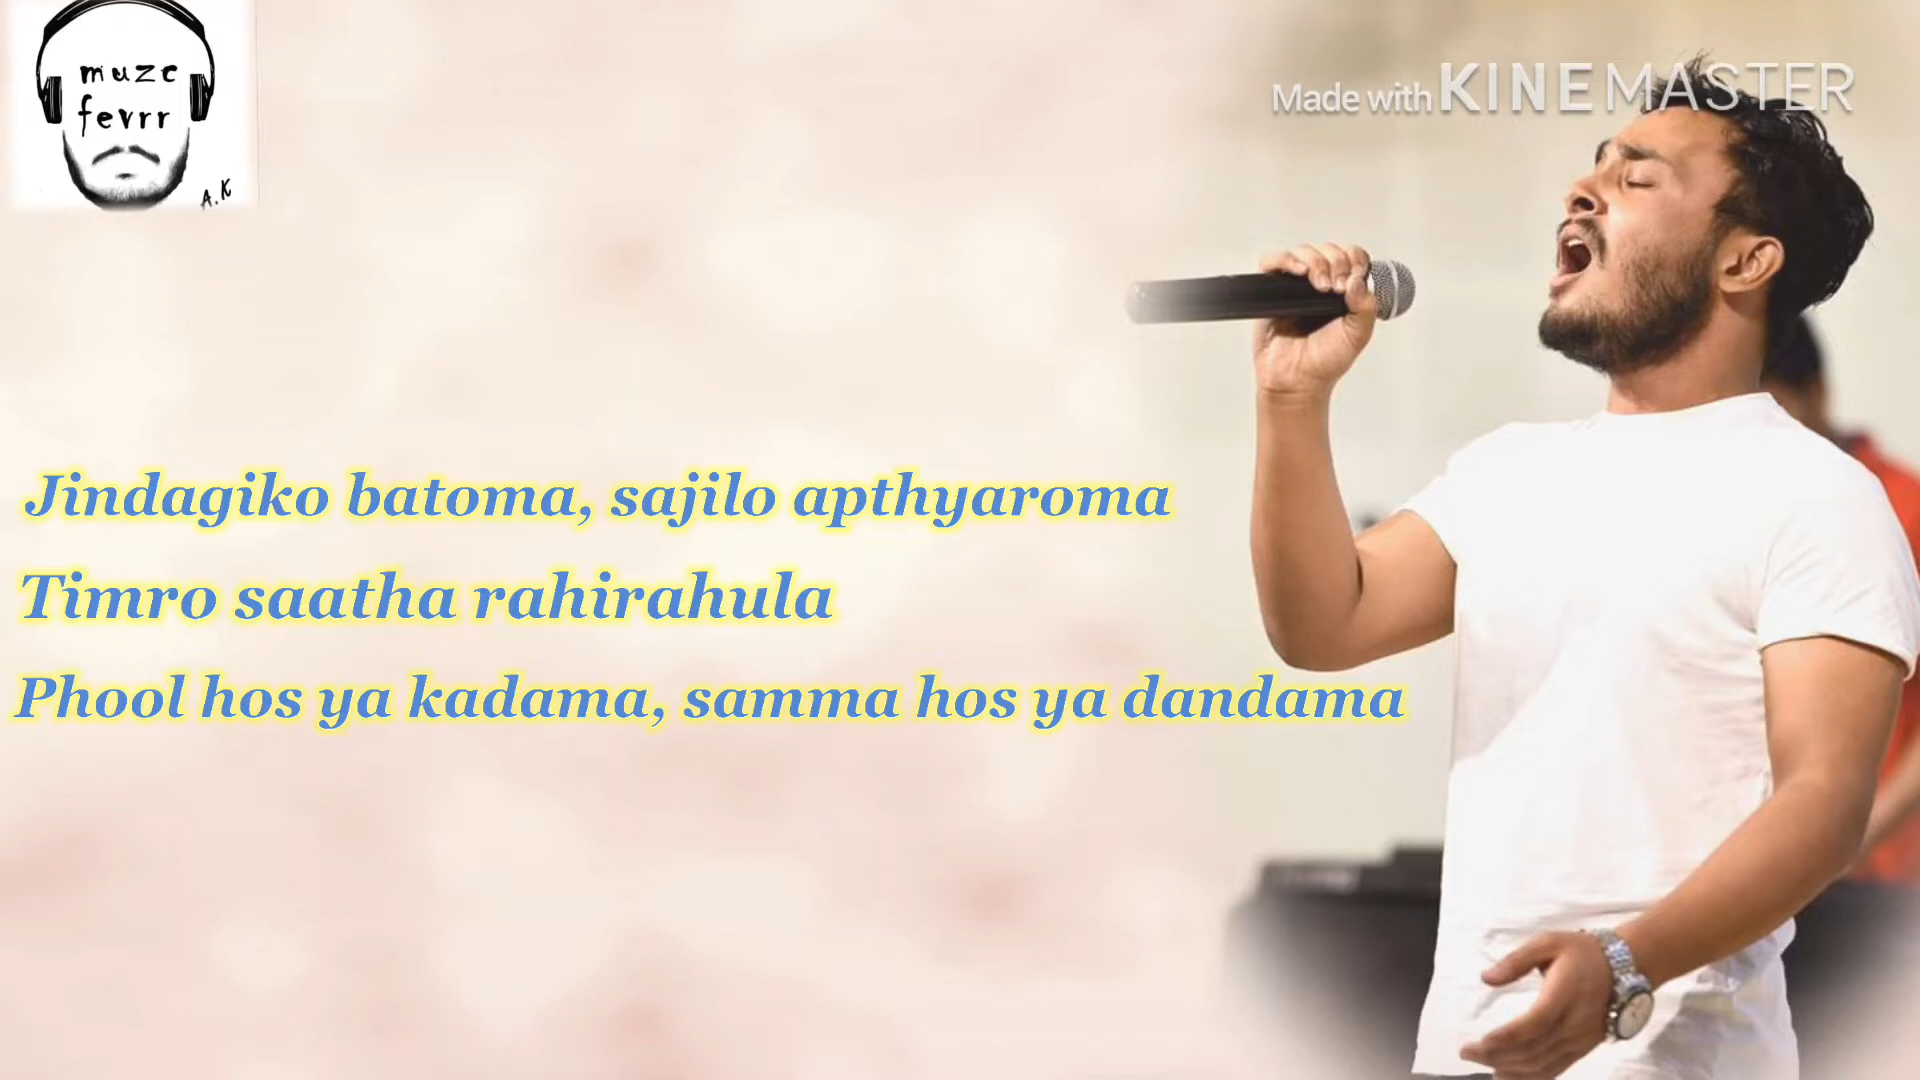 muzc
fevrr
A.K
Made with KINEMASTER
Jindagiko batoma, sajilo apthyaroma
Timro saatha rahirahula
Phool hos ya kadama, samma hos ya dandama